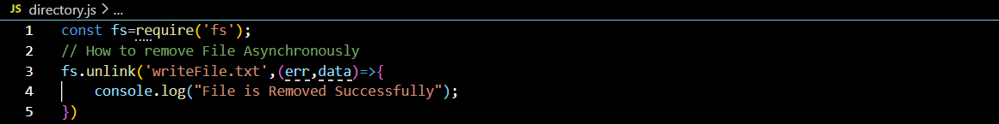 JS directory.js > ...
1 const fs=require('fs');
2 // How to remove File Asynchronously
3 fs.unlink('writeFile.txt',(err,data)=>{
4     console.log("File is Removed Successfully");
5 })